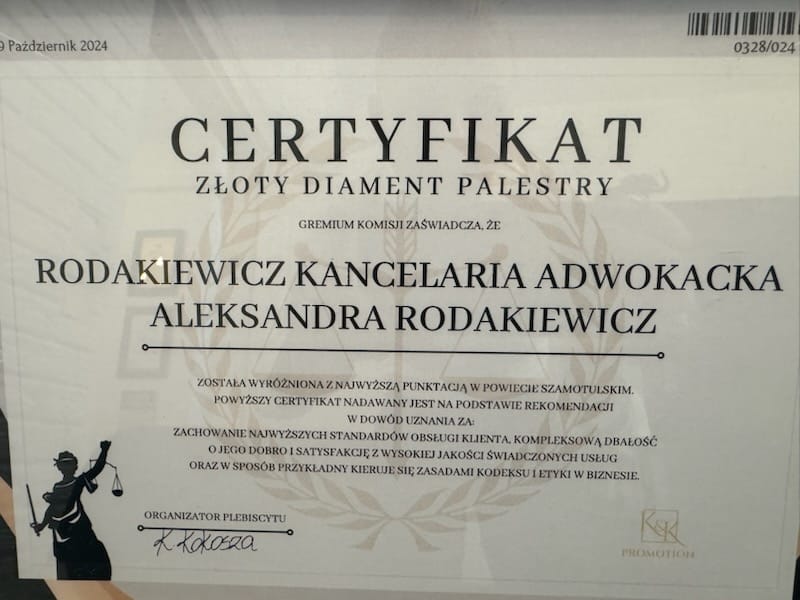 9 Październik 2024
0328/024
CERTYFIKAT
ZŁOTY DIAMENT PALESTRY
GREMIUM KOMISJI ZAŚWIADCZA, ŻE
RODAKIEWICZ KANCELARIA ADWOKACKA
ALEKSANDRA RODAKIEWICZ
ZOSTAŁA WYRÓŻNIONA Z NAJWYŻSZĄ PUNKTACJĄ W POWIECIE SZAMOTULSKIM.
POWYŻSZY CERTYFIKAT NADAWANY JEST NA PODSTAWIE REKOMENDACJI
W DOWÓD UZNANIA ZA:
ZACHOWANIE NAJWYŻSZYCH STANDARDÓW OBSŁUGI KLIENTA, KOMPLEKSOWĄ DBAŁOŚĆ
O JEGO DOBRO I SATYSFAKCJĘ Z WYSOKIEJ JAKOŚCI ŚWIADCZONYCH USŁUG
ORAZ W SPOSÓB PRZYKŁADNY KIERUJE SIĘ ZASADAMI KODEKSU I ETYKI W BIZNESIE.
ORGANIZATOR PLEBISCYTU
K Kokosza
K&K
PROMOTION